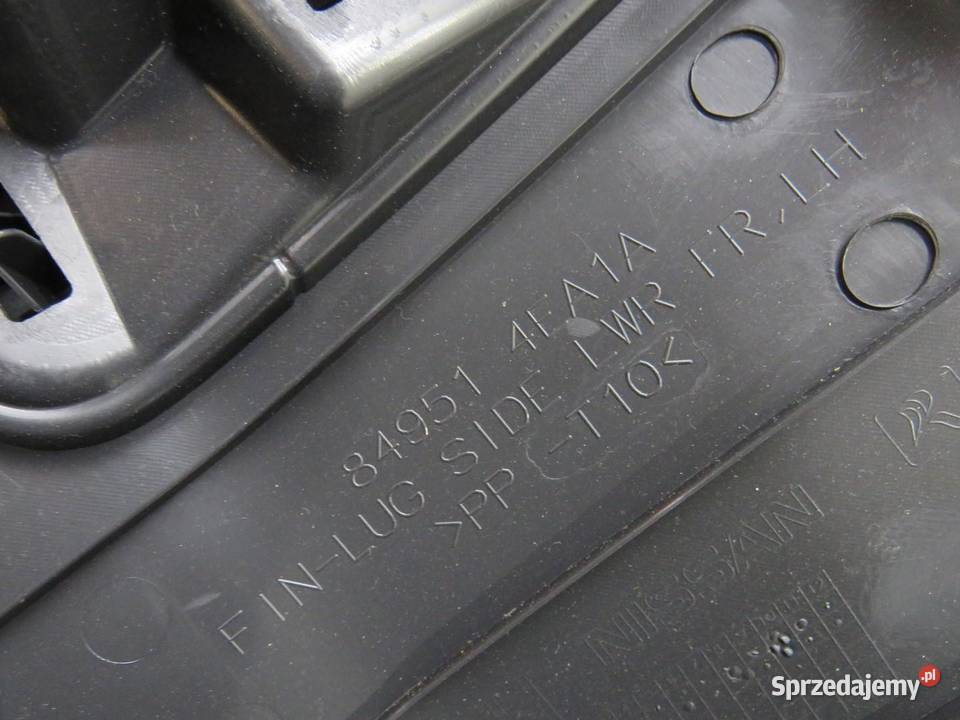 84951 4EA1A
FIN-LUG SIDE LWR FR,LH
>PP -T10<
NISSAN
Sprzedajemy.pl